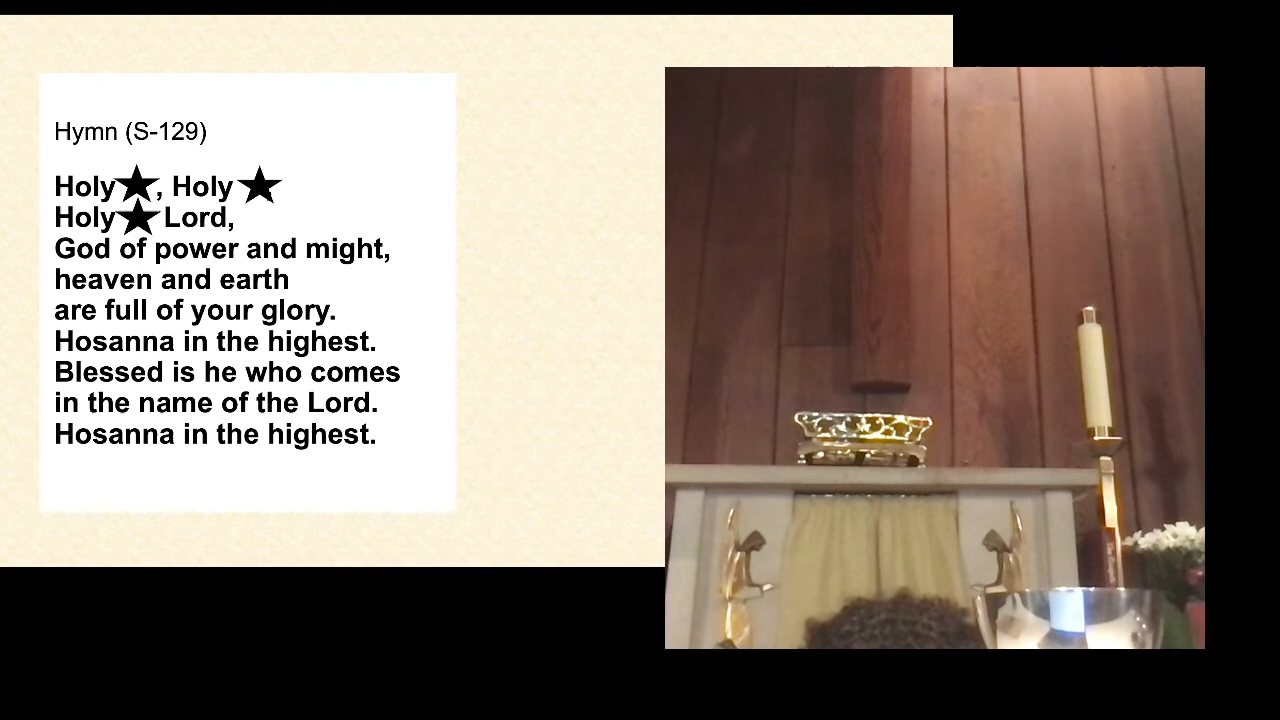 Hymn (S-129)
Holy★, Holy★
Holy★Lord,
God of power and might,
heaven and earth
are full of your glory.
Hosanna in the highest.
Blessed is he who comes
in the name of the Lord.
Hosanna in the highest.